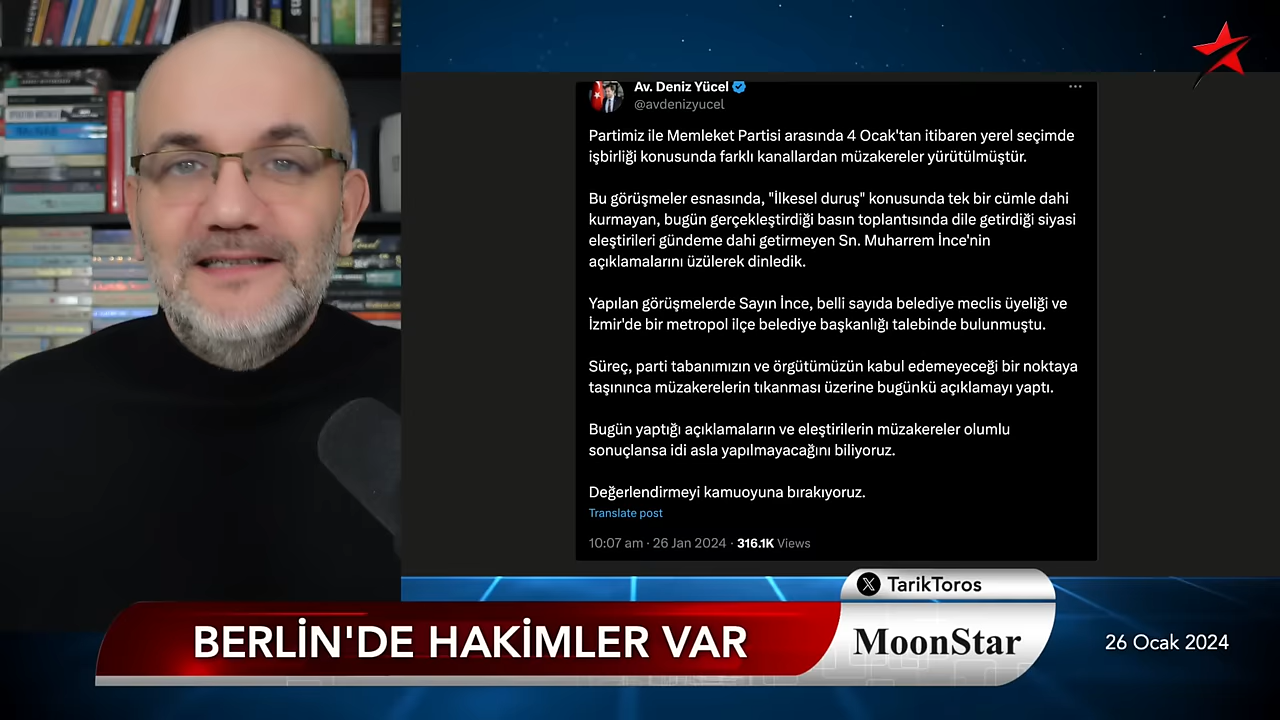 Av. Deniz Yücel
@avdenizyucel
Partimiz ile Memleket Partisi arasında 4 Ocak'tan itibaren yerel seçimde
işbirliği konusunda farklı kanallardan müzakereler yürütülmüştür.
Bu görüşmeler esnasında, "İlkesel duruş" konusunda tek bir cümle dahi
kurmayan, bugün gerçekleştirdiği basın toplantısında dile getirdiği siyasi
eleştirileri gündeme dahi getirmeyen Sn. Muharrem İnce'nin
açıklamalarını üzülerek dinledik.
Yapılan görüşmelerde Sayın İnce, belli sayıda belediye meclis üyeliği ve
İzmir'de bir metropol ilçe belediye başkanlığı talebinde bulunmuştu.
Süreç, parti tabanımızın ve örgütümüzün kabul edemeyeceği bir noktaya
taşınınca müzakerelerin tıkanması üzerine bugünkü açıklamayı yaptı.
Bugün yaptığı açıklamaların ve eleştirilerin müzakereler olumlu
sonuçlansa idi asla yapılmayacağını biliyoruz.
Değerlendirmeyi kamuoyuna bırakıyoruz.
Translate post
10:07 am · 26 Jan 2024 · 316.1K Views
TarikToros
BERLİN'DE HAKİMLER VAR
MoonStar
26 Ocak 2024